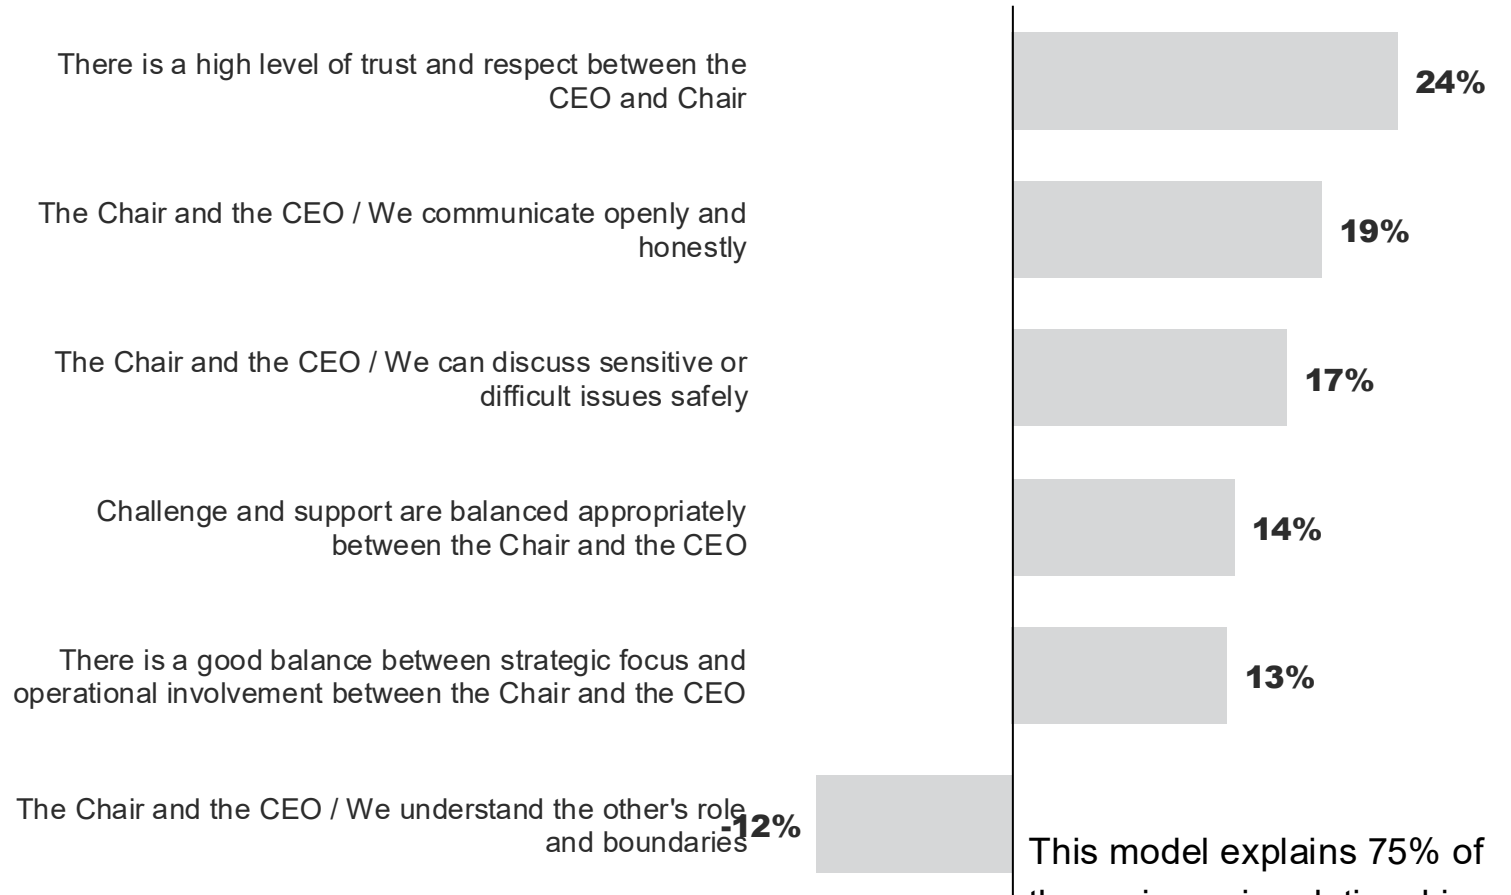 There is a high level of trust and respect between the
CEO and Chair
24%
The Chair and the CEO / We communicate openly and
honestly
19%
The Chair and the CEO / We can discuss sensitive or
difficult issues safely
17%
Challenge and support are balanced appropriately
between the Chair and the CEO
14%
There is a good balance between strategic focus and
operational involvement between the Chair and the CEO
13%
The Chair and the CEO / We understand the other's role
and boundaries
-12%
This model explains 75% of